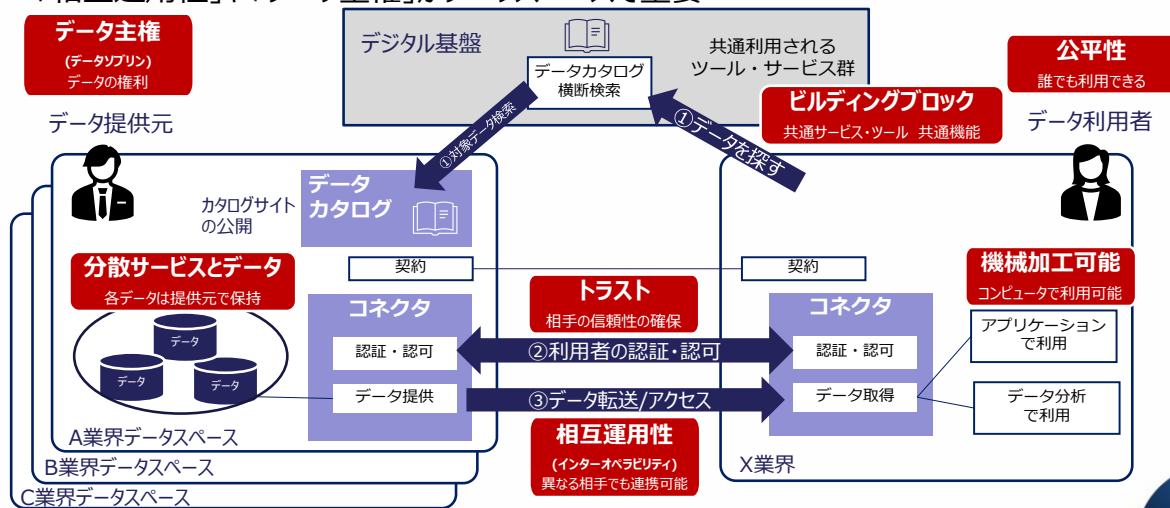 データ主権
(データソブリン)
データの権利
データ提供元
デジタル基盤
データカタログ
横断検索
共通利用される
ツール・サービス群
公平性
誰でも利用できる
データ利用者
ビルディングブロック
共通サービス・ツール 共通機能
①対象データ検索
①データを探す
カタログサイト
の公開
データ
カタログ
分散サービスとデータ
各データは提供元で保持
データ
データ
データ
契約
契約
トラスト
相手の信頼性の確保
機械加工可能
コンピュータで利用可能
コネクタ
認証・認可
データ提供
②利用者の認証・認可
③データ転送/アクセス
コネクタ
認証・認可
データ取得
アプリケーション
で利用
データ分析
で利用
相互運用性
(インターオペラビリティ)
異なる相手でも連携可能
A業界データスペース
B業界データスペース
C業界データスペース
X業界